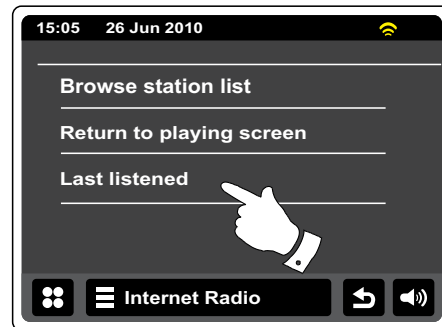 15:05 26 Jun 2010
Browse station list
Return to playing screen
Last listened
Internet Radio